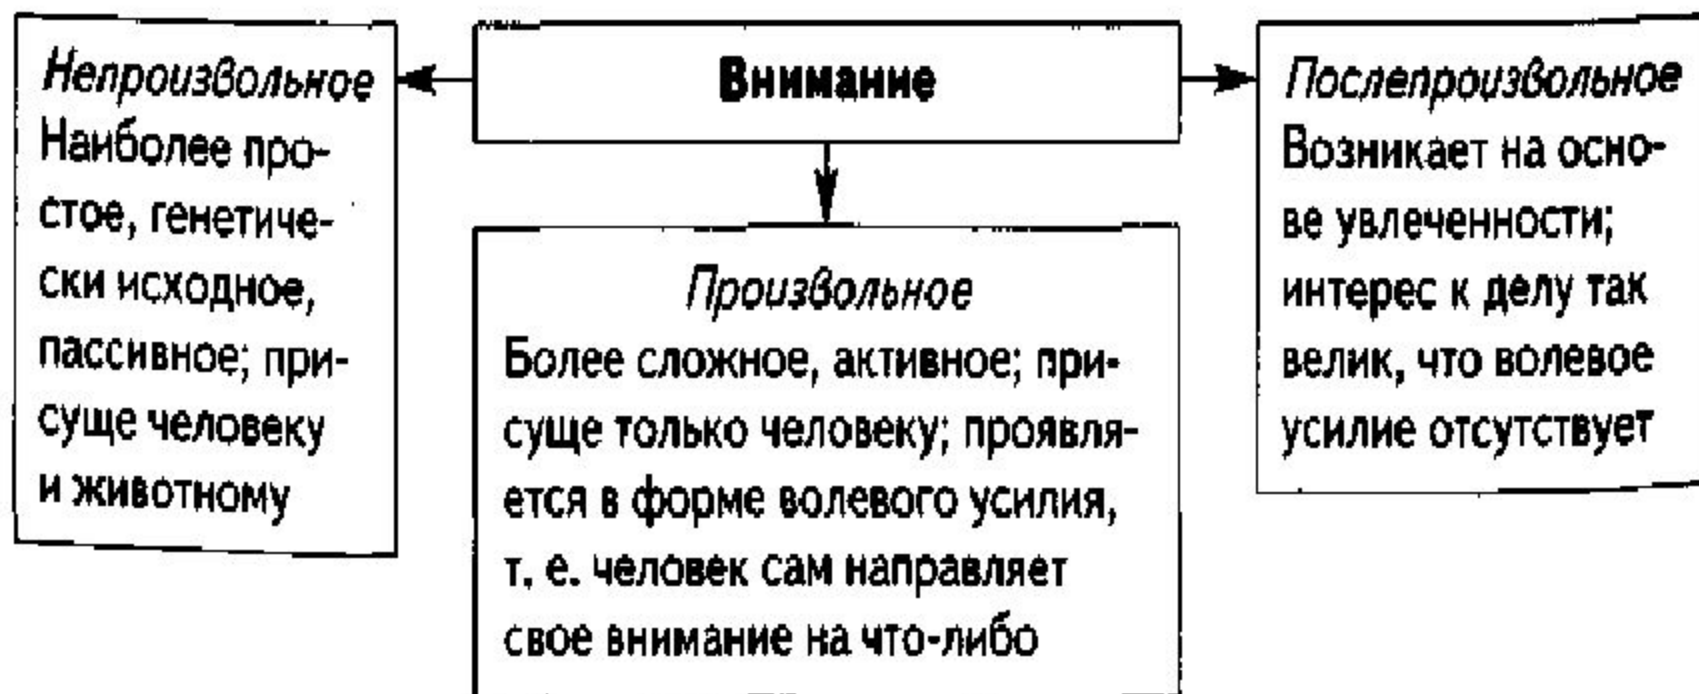 Внимание
Непроизвольное
Наиболее про-
стое, генетиче-
ски исходное,
пассивное; при-
суще человеку
и животному
Произвольное
Более сложное, активное; при-
суще только человеку; проявля-
ется в форме волевого усилия,
т. е. человек сам направляет
свое внимание на что-либо
Послепроизвольное
Возникает на осно-
ве увлеченности;
интерес к делу так
велик, что волевое
усилие отсутствует